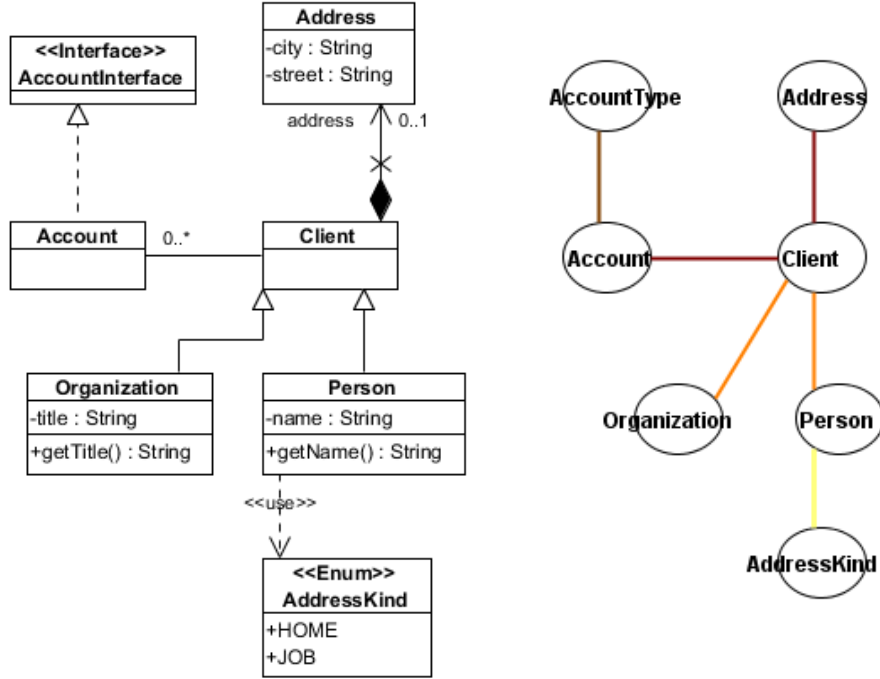 <<Interface>>
AccountInterface
Address
-city : String
-street : String
address
0..1
Account
0..*
Client
Organization
-title : String
+getTitle() : String
Person
-name : String
+getName() : String
<<use>>
<<Enum>>
AddressKind
+HOME
+JOB
AccountType
Address
Account
Client
Organization
Person
AddressKind